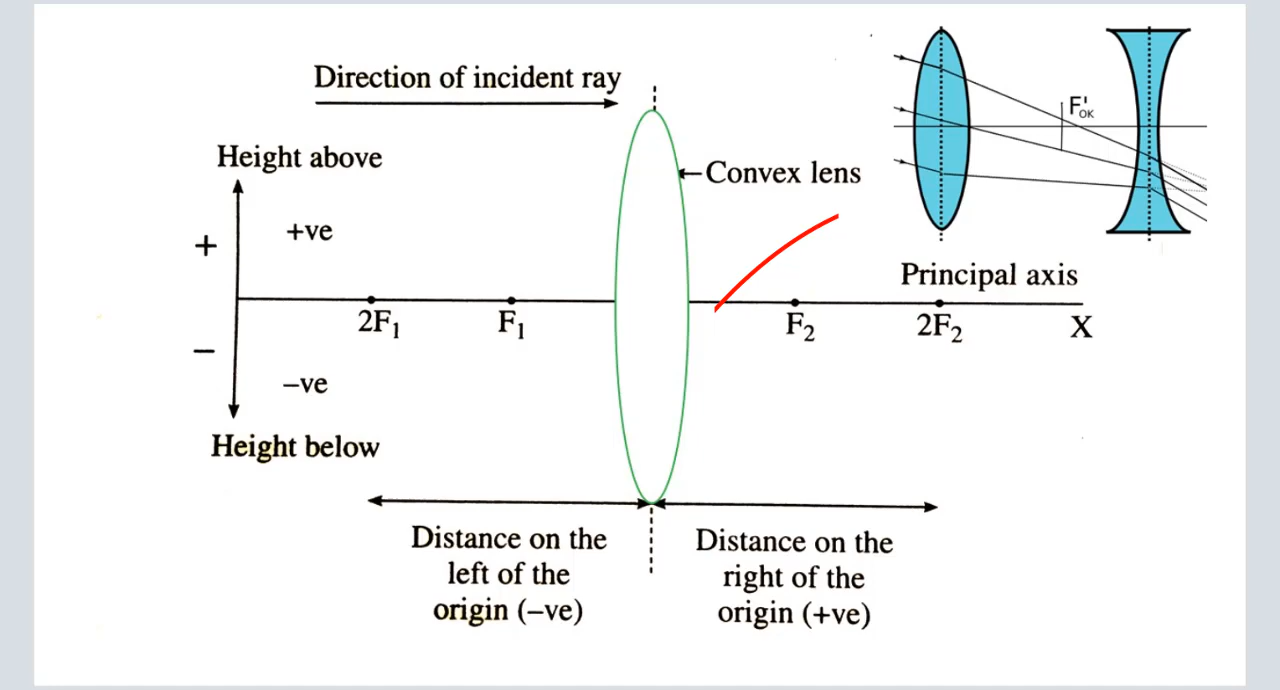 Direction of incident ray
F'OK
Height above
Convex lens
+ve
+
Principal axis
2F1
F1
F2
2F2
X
−
−ve
Height below
Distance on the
left of the
origin (−ve)
Distance on the
right of the
origin (+ve)